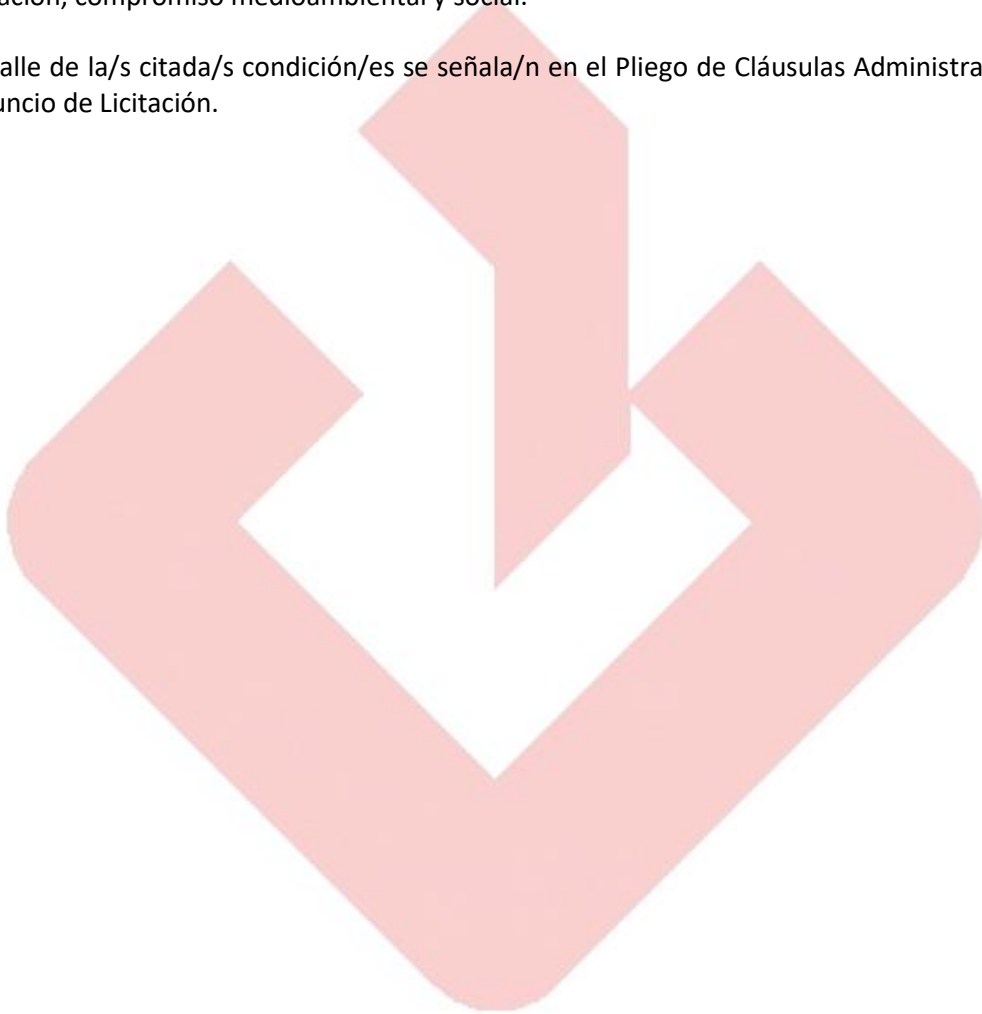 ación, compromiso medioambiental y social.
alle de la/s citada/s condición/es se señala/n en el Pliego de Cláusulas Administra
uncio de Licitación.